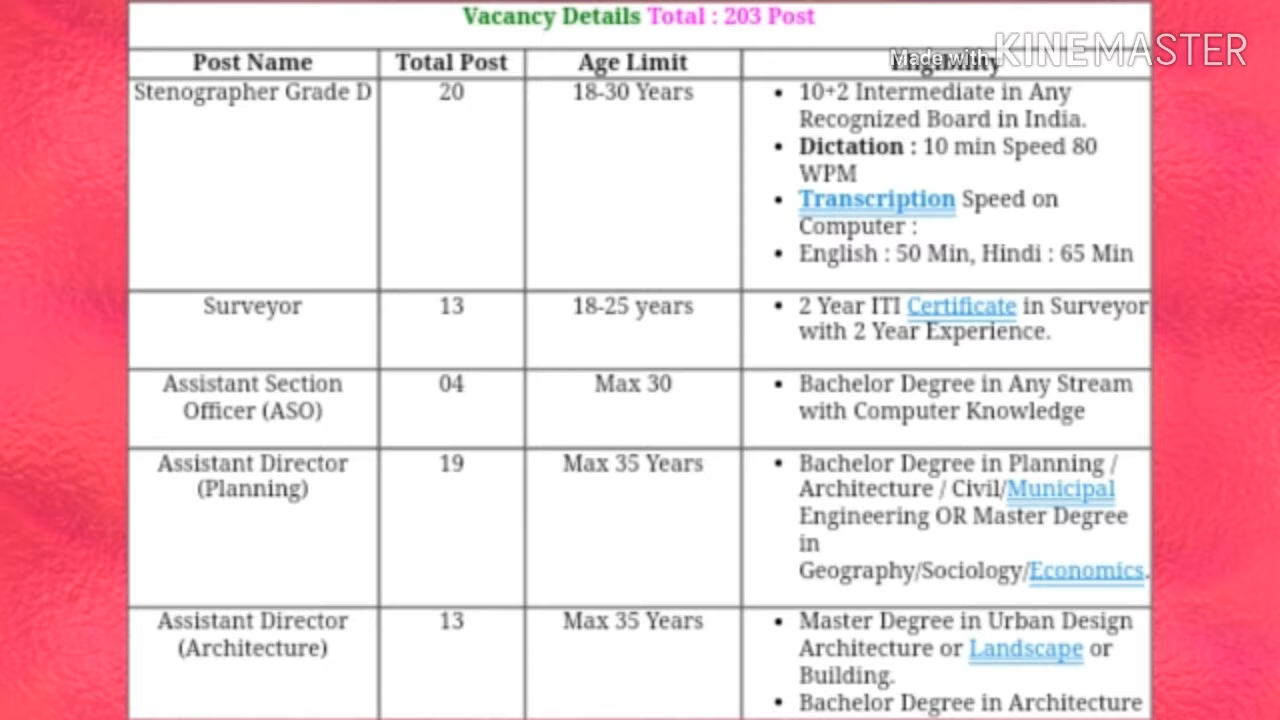 Vacancy Details Total : 203 Post
Made with KINEMASTER
Post Name Total Post Age Limit Eligibility
Stenographer Grade D 20 18-30 Years • 10+2 Intermediate in Any
Recognized Board in India.
• Dictation : 10 min Speed 80
WPM
• Transcription Speed on
Computer :
• English : 50 Min, Hindi : 65 Min
Surveyor 13 18-25 years • 2 Year ITI Certificate in Surveyor
with 2 Year Experience.
Assistant Section 04 Max 30 • Bachelor Degree in Any Stream
Officer (ASO) with Computer Knowledge
Assistant Director 19 Max 35 Years • Bachelor Degree in Planning /
(Planning) Architecture / Civil/Municipal
Engineering OR Master Degree
in
Geography/Sociology/Economics.
Assistant Director 13 Max 35 Years • Master Degree in Urban Design
(Architecture) Architecture or Landscape or
Building.
• Bachelor Degree in Architecture